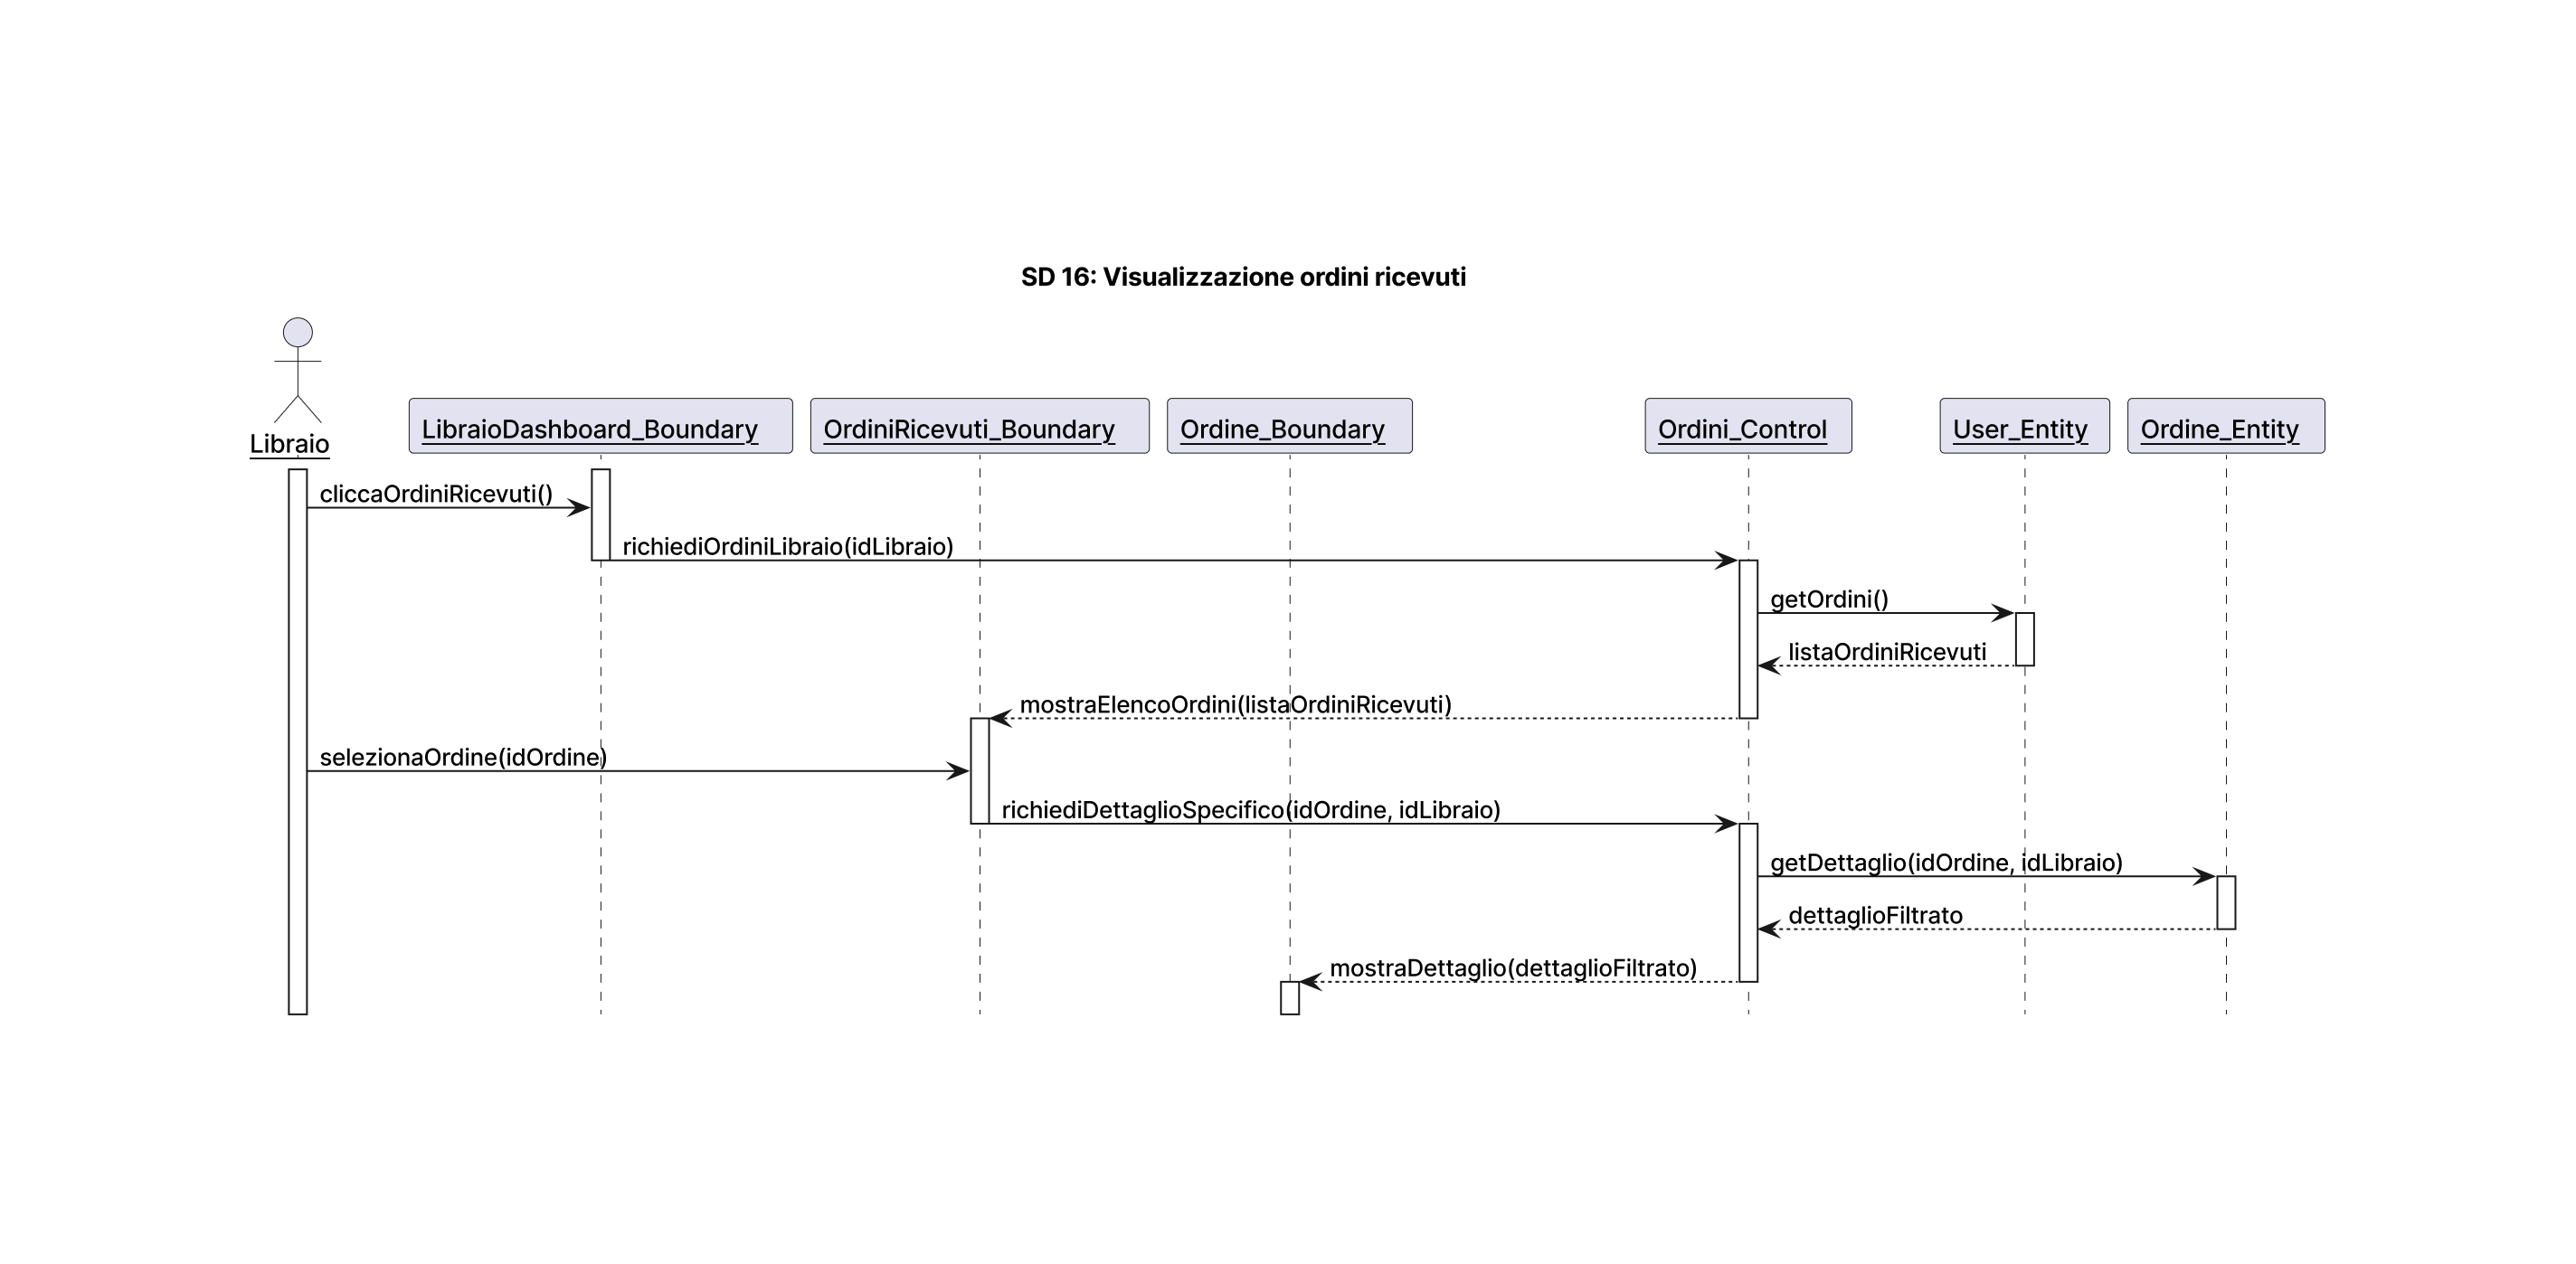 SD 16: Visualizzazione ordini ricevuti
Libraio
LibraioDashboard_Boundary
OrdiniRicevuti_Boundary
Ordine_Boundary
Ordini_Control
User_Entity
Ordine_Entity
cliccaOrdiniRicevuti()
richiediOrdiniLibraio(idLibraio)
getOrdini()
listaOrdiniRicevuti
mostraElencoOrdini(listaOrdiniRicevuti)
selezionaOrdine(idOrdine)
richiediDettaglioSpecifico(idOrdine, idLibraio)
getDettaglio(idOrdine, idLibraio)
dettaglioFiltrato
mostraDettaglio(dettaglioFiltrato)